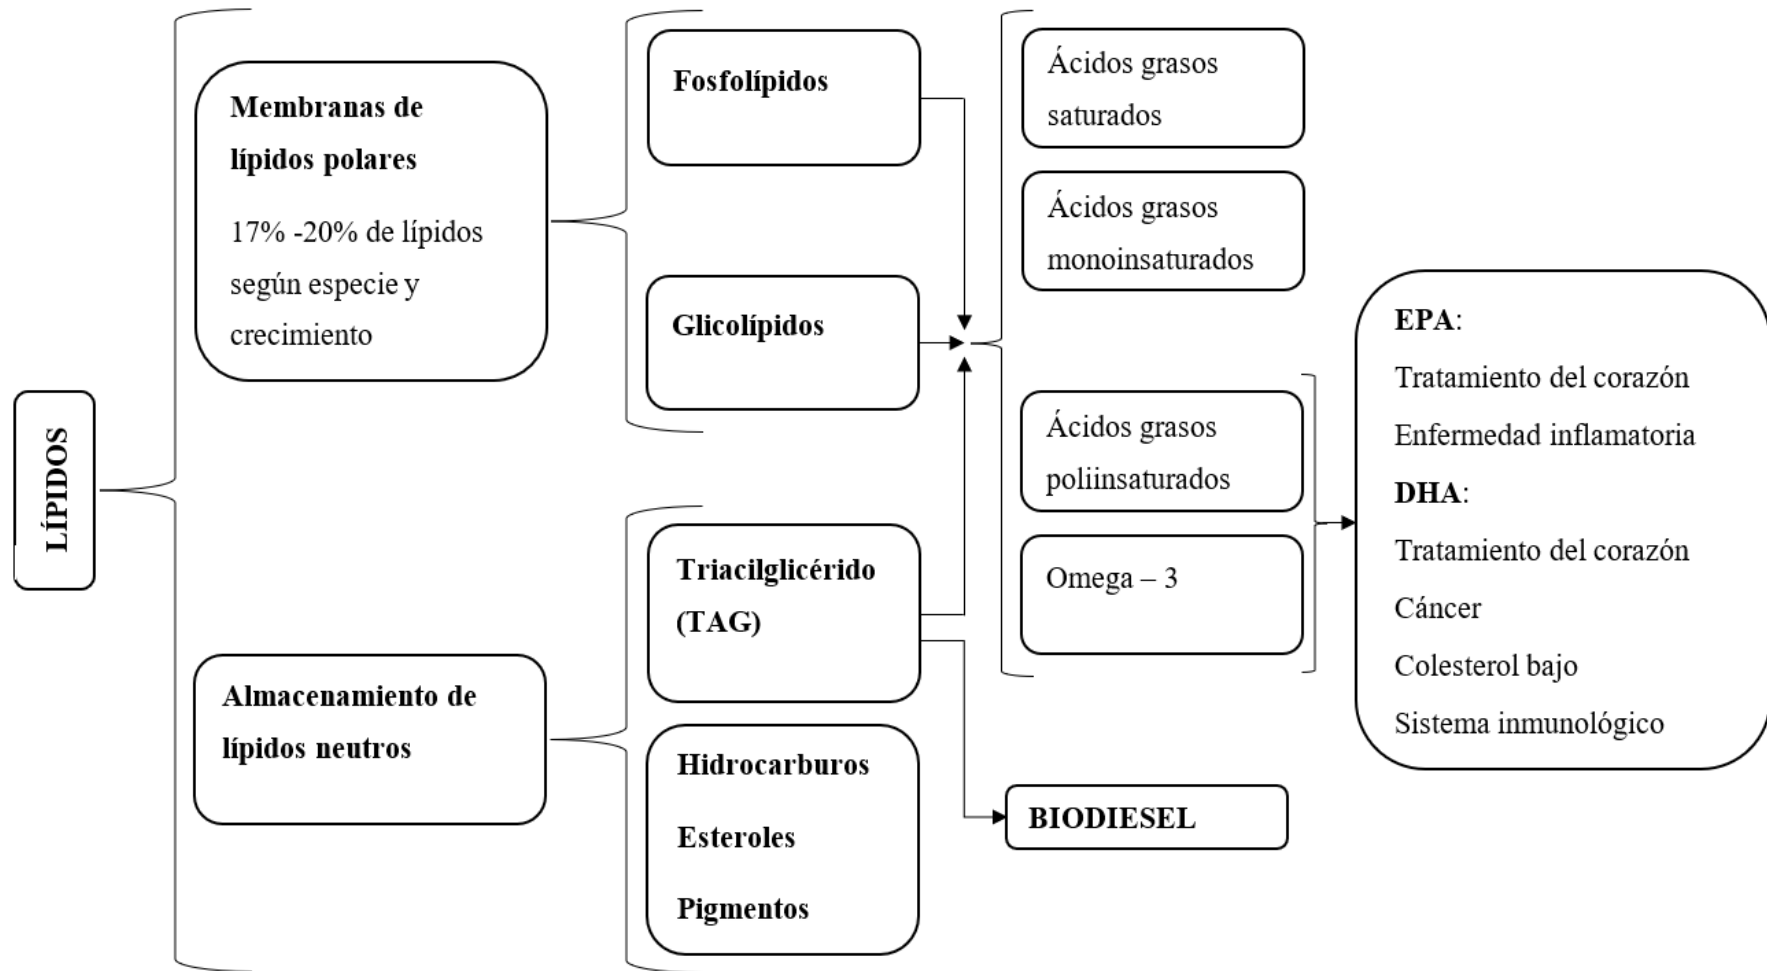 LÍPIDOS
Membranas de
lípidos polares
17% -20% de lípidos
según especie y
crecimiento
Almacenamiento de
lípidos neutros
Fosfolípidos
Glicolípidos
Triacilglicérido
(TAG)
Hidrocarburos
Esteroles
Pigmentos
Ácidos grasos
saturados
Ácidos grasos
monoinsaturados
Ácidos grasos
poliinsaturados
Omega – 3
BIODIESEL
EPA:
Tratamiento del corazón
Enfermedad inflamatoria
DHA:
Tratamiento del corazón
Cáncer
Colesterol bajo
Sistema inmunológico